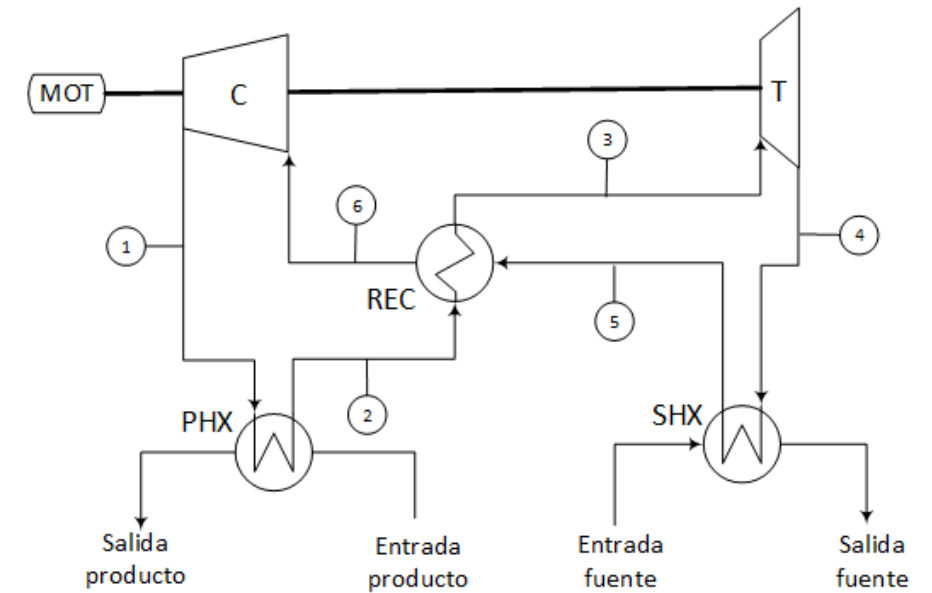 MOT
C
T
3
6
1
4
REC
5
PHX
2
SHX
Salida
producto
Entrada
producto
Entrada
fuente
Salida
fuente